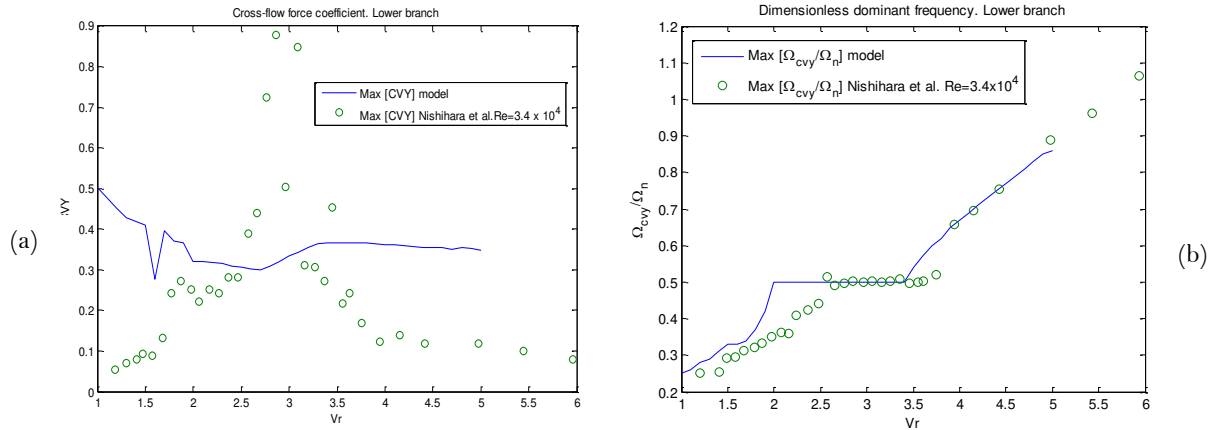 Cross-flow force coefficient. Lower branch
0.9
0.8
0.7
0.6
0.5
0.4
0.3
0.2
0.1
0
:VY
Max [CVY] model
Max [CVY] Nishihara et al.Re=3.4 x 10^4
1 1.5 2 2.5 3 3.5 4 4.5 5 5.5 6
Vr
(a)
Dimensionless dominant frequency. Lower branch
1.2
1.1
1
0.9
0.8
0.7
0.6
0.5
0.4
0.3
0.2
Ω_cvy/Ω_n
Max [Ω_cvy/Ω_n] model
Max [Ω_cvy/Ω_n] Nishihara et al. Re=3.4x10^4
1 1.5 2 2.5 3 3.5 4 4.5 5 5.5 6
Vr
(b)